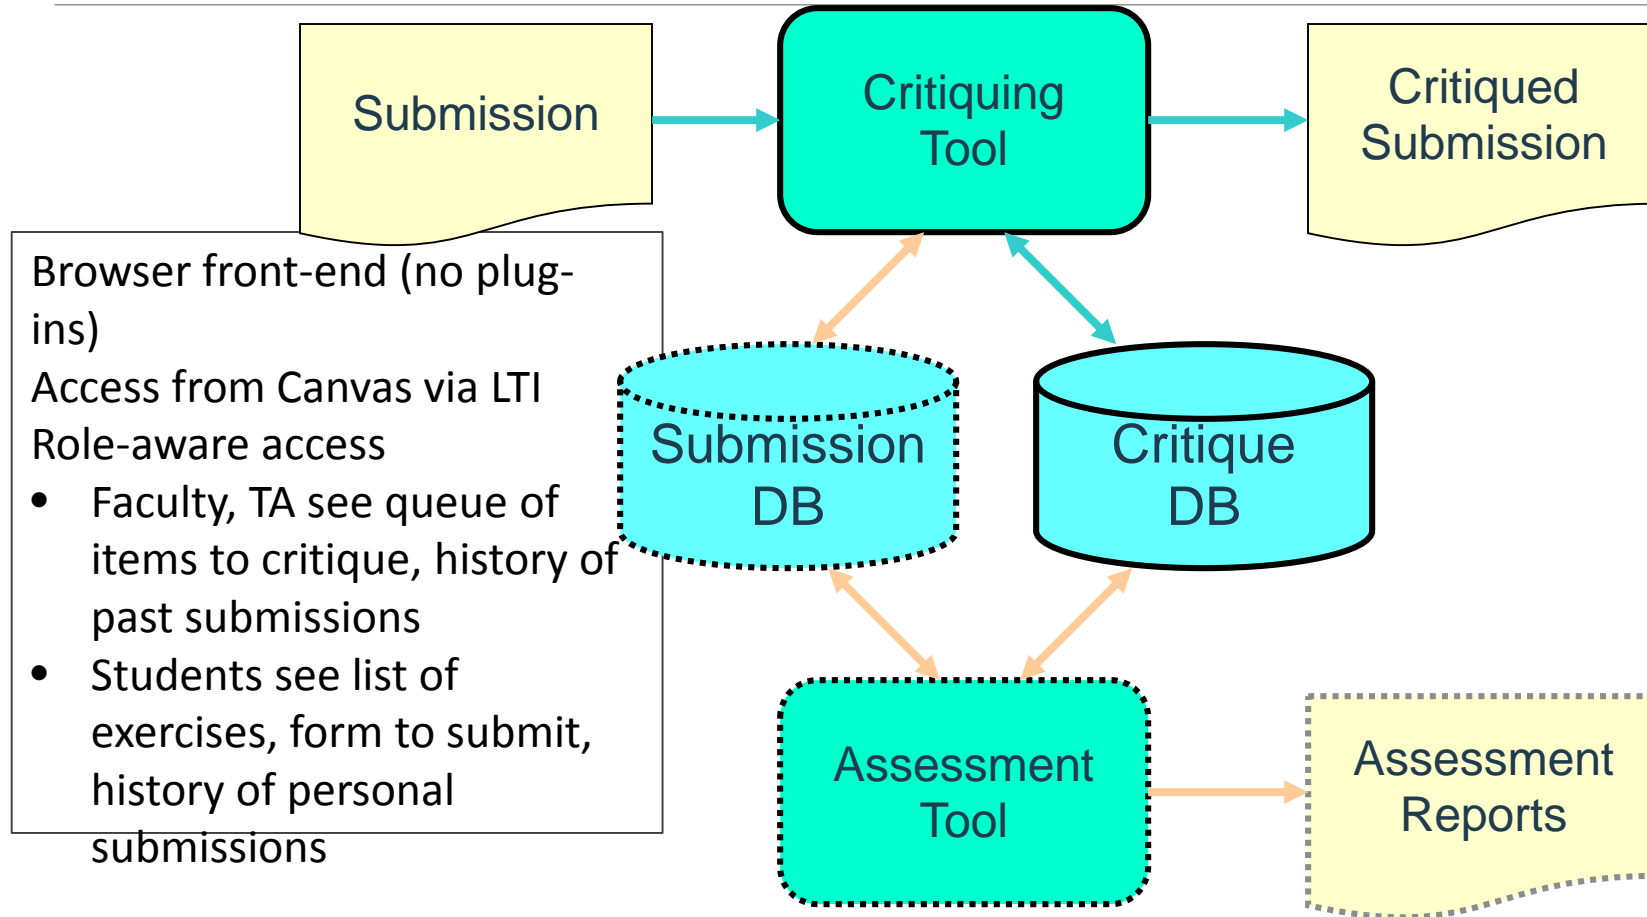 Submission
Critiquing
Tool
Critiqued
Submission
Browser front-end (no plug-
ins)
Access from Canvas via LTI
Role-aware access
• Faculty, TA see queue of
items to critique, history of
past submissions
• Students see list of
exercises, form to submit,
history of personal
submissions
Submission
DB
Critique
DB
Assessment
Tool
Assessment
Reports